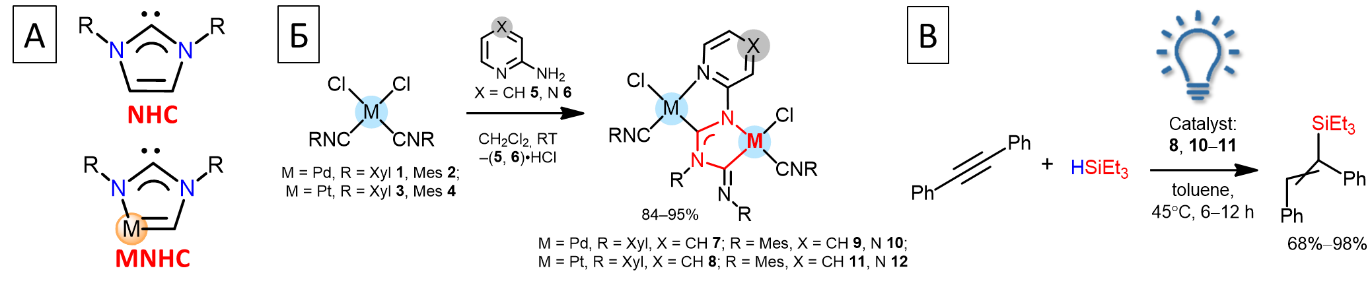 А
R
R
N
N
NHC
R
R
N
N
M
MNHC
Б
Cl
Cl
M
RNC
CNR
M = Pd, R = Xyl 1, Mes 2;
M = Pt, R = Xyl 3, Mes 4
X
N
NH2
X = CH 5, N 6
CH2Cl2, RT
–(5, 6)•HCl
X
N
Cl
M
N
Cl
M
RNC
N
CNR
R
N
R
84–95%
M = Pd, R = Xyl, X = CH 7; R = Mes, X = CH 9, N 10;
M = Pt, R = Xyl, X = CH 8; R = Mes, X = CH 11, N 12
В
Ph
Ph
+
HSiEt3
Catalyst:
8, 10–11
toluene,
45°C, 6–12 h
SiEt3
Ph
Ph
68%–98%